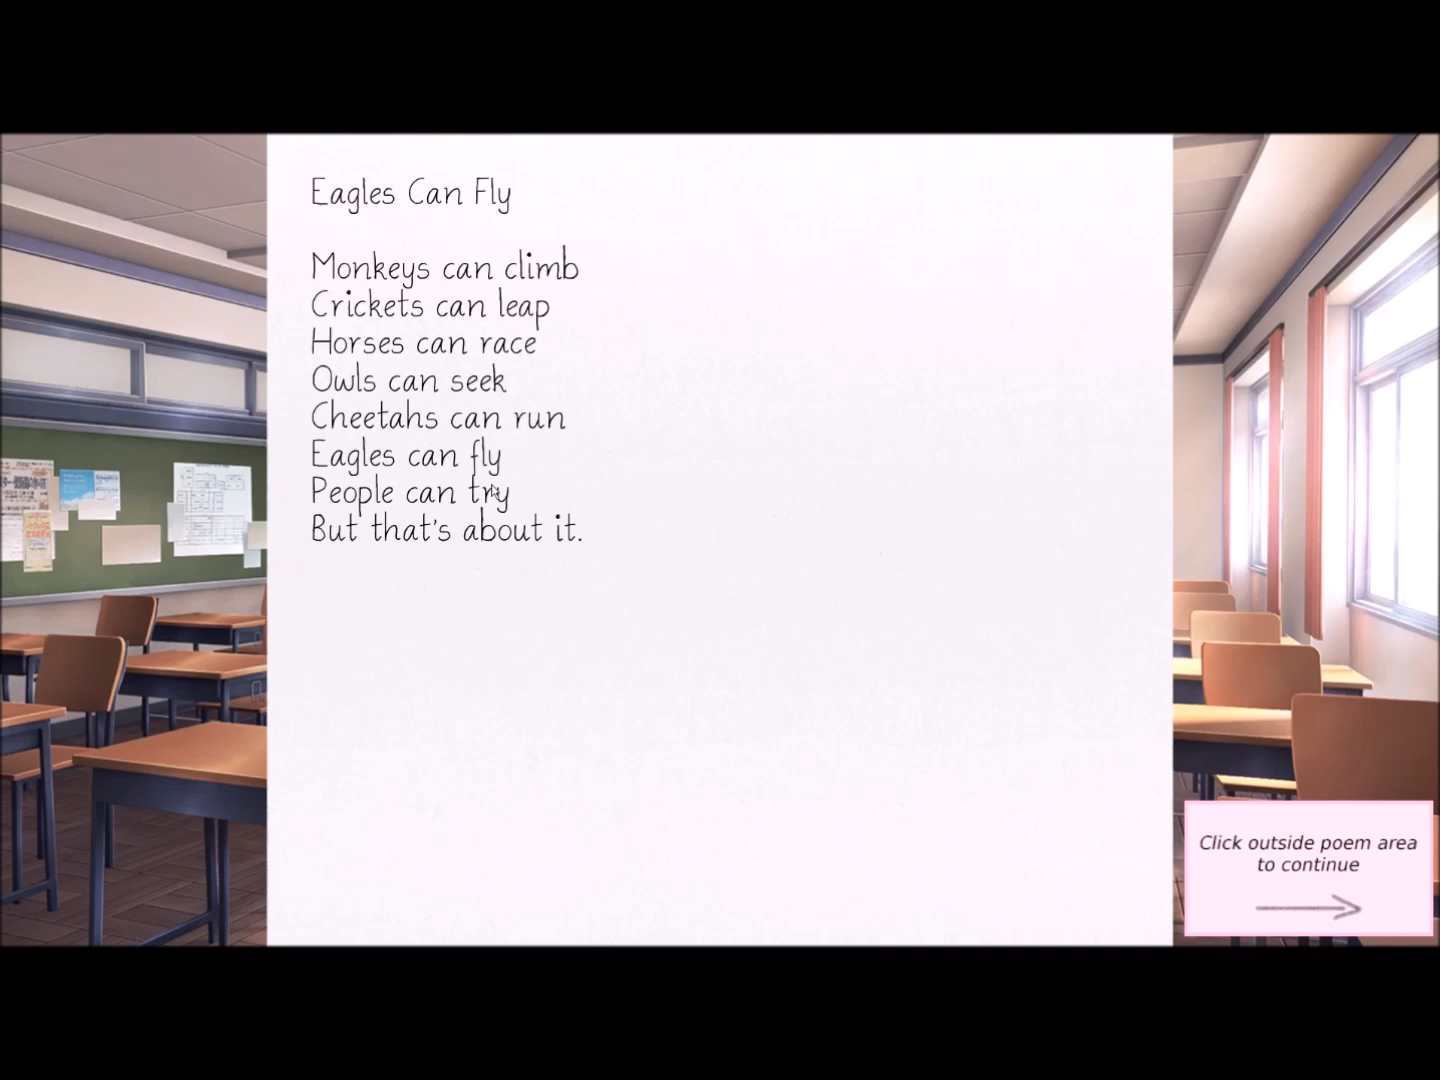 Eagles Can Fly
Monkeys can climb
Crickets can leap
Horses can race
Owls can seek
Cheetahs can run
Eagles can fly
People can try
But that's about it.
Click outside poem area
to continue